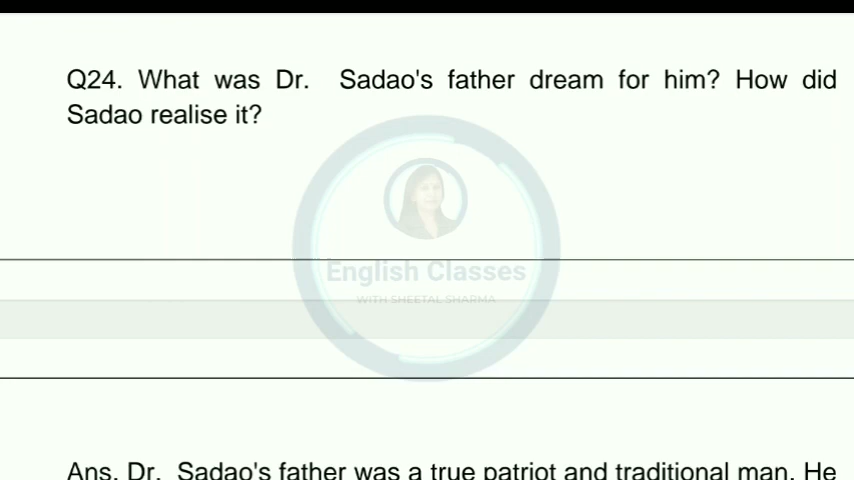 Q24. What was Dr. Sadao's father dream for him? How did
Sadao realise it?
English Classes
WITH SHEETAL SHARMA
Ans. Dr. Sadao's father was a true patriot and traditional man. He